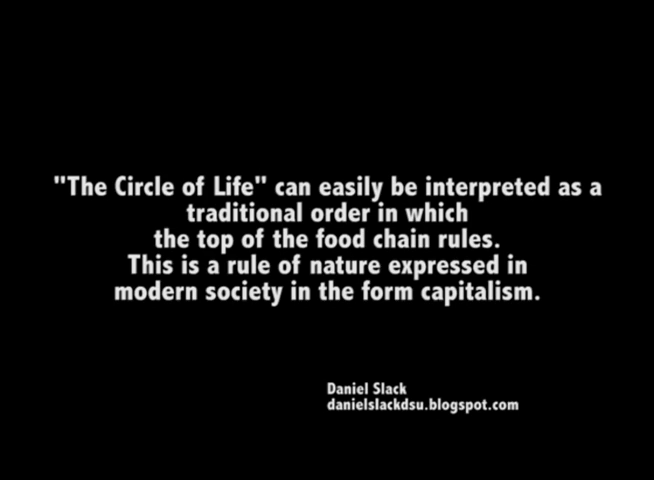 "The Circle of Life" can easily be interpreted as a
traditional order in which
the top of the food chain rules.
This is a rule of nature expressed in
modern society in the form capitalism.
Daniel Slack
danielslackdsu.blogspot.com